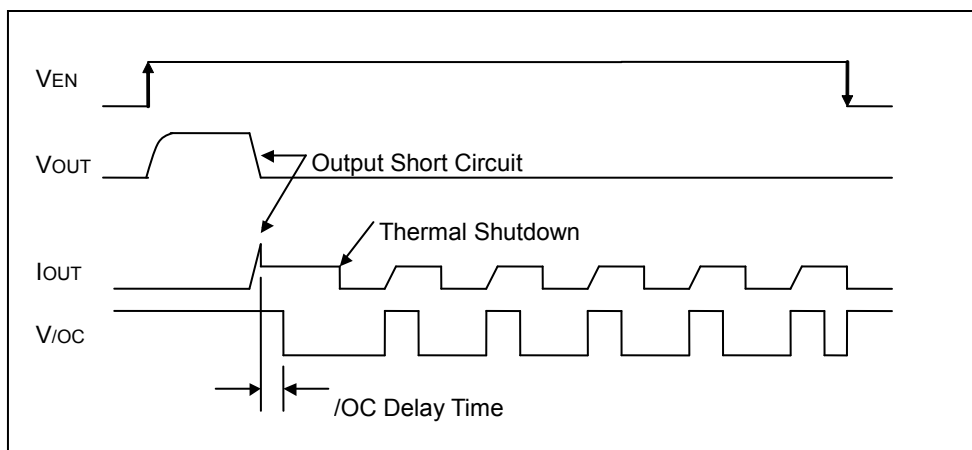 VEN
VOUT
Output Short Circuit
Thermal Shutdown
IOUT
V/OC
/OC Delay Time